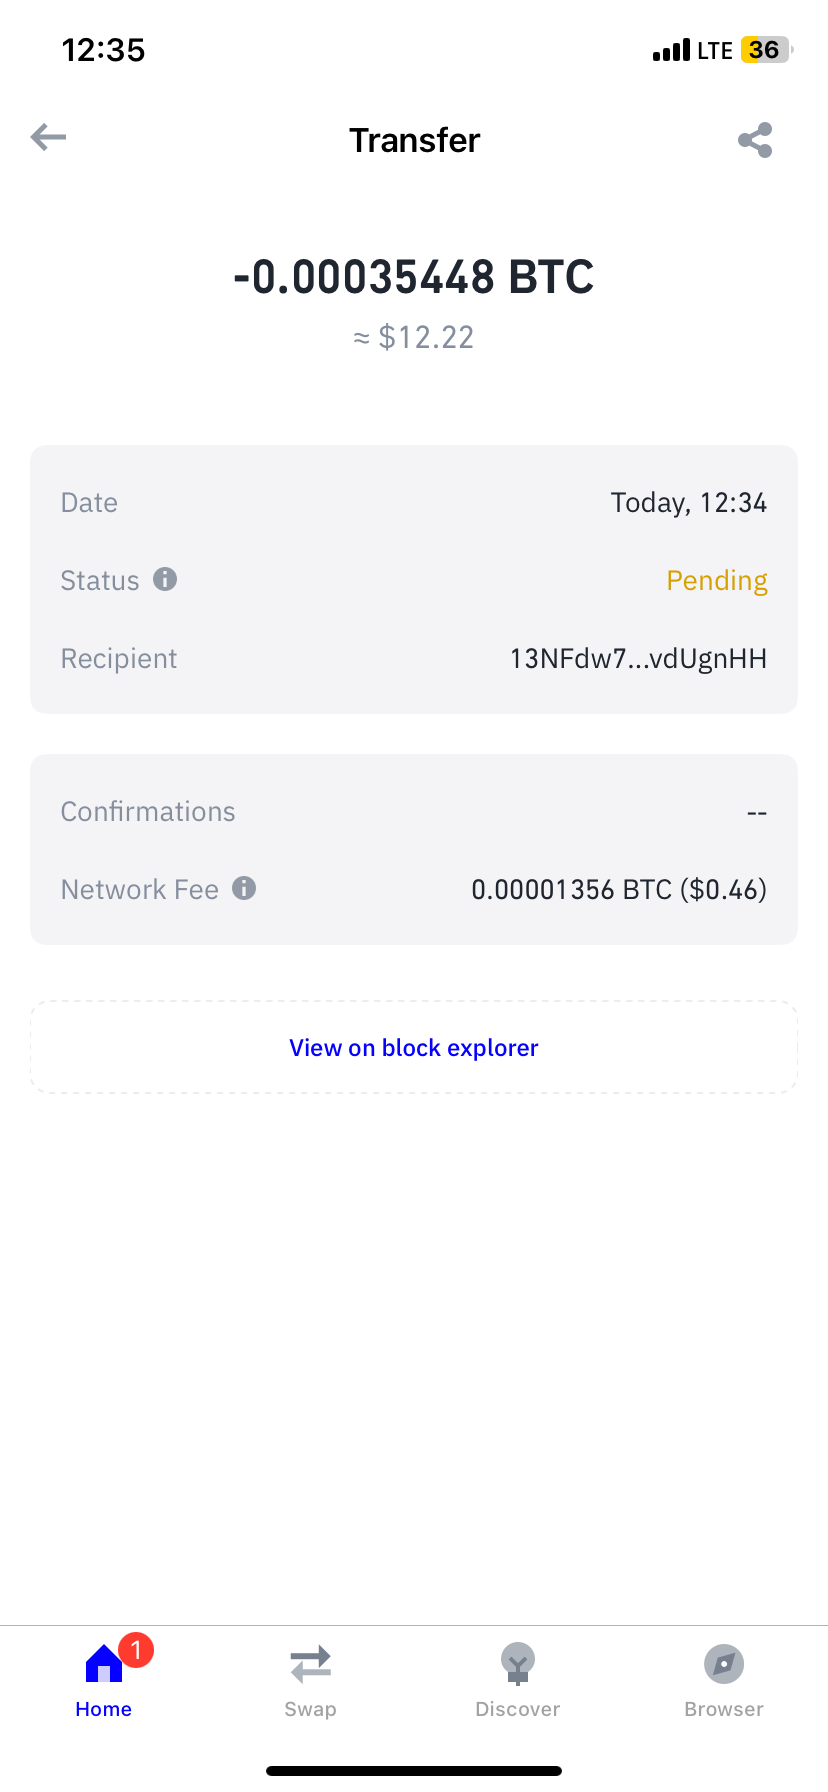 12:35 LTE 36
Transfer
-0.00035448 BTC
≈ $12.22
Date Today, 12:34
Status Pending
Recipient 13NFdw7...vdUgnHH
Confirmations --
Network Fee 0.00001356 BTC ($0.46)
View on block explorer
1
Home Swap Discover Browser